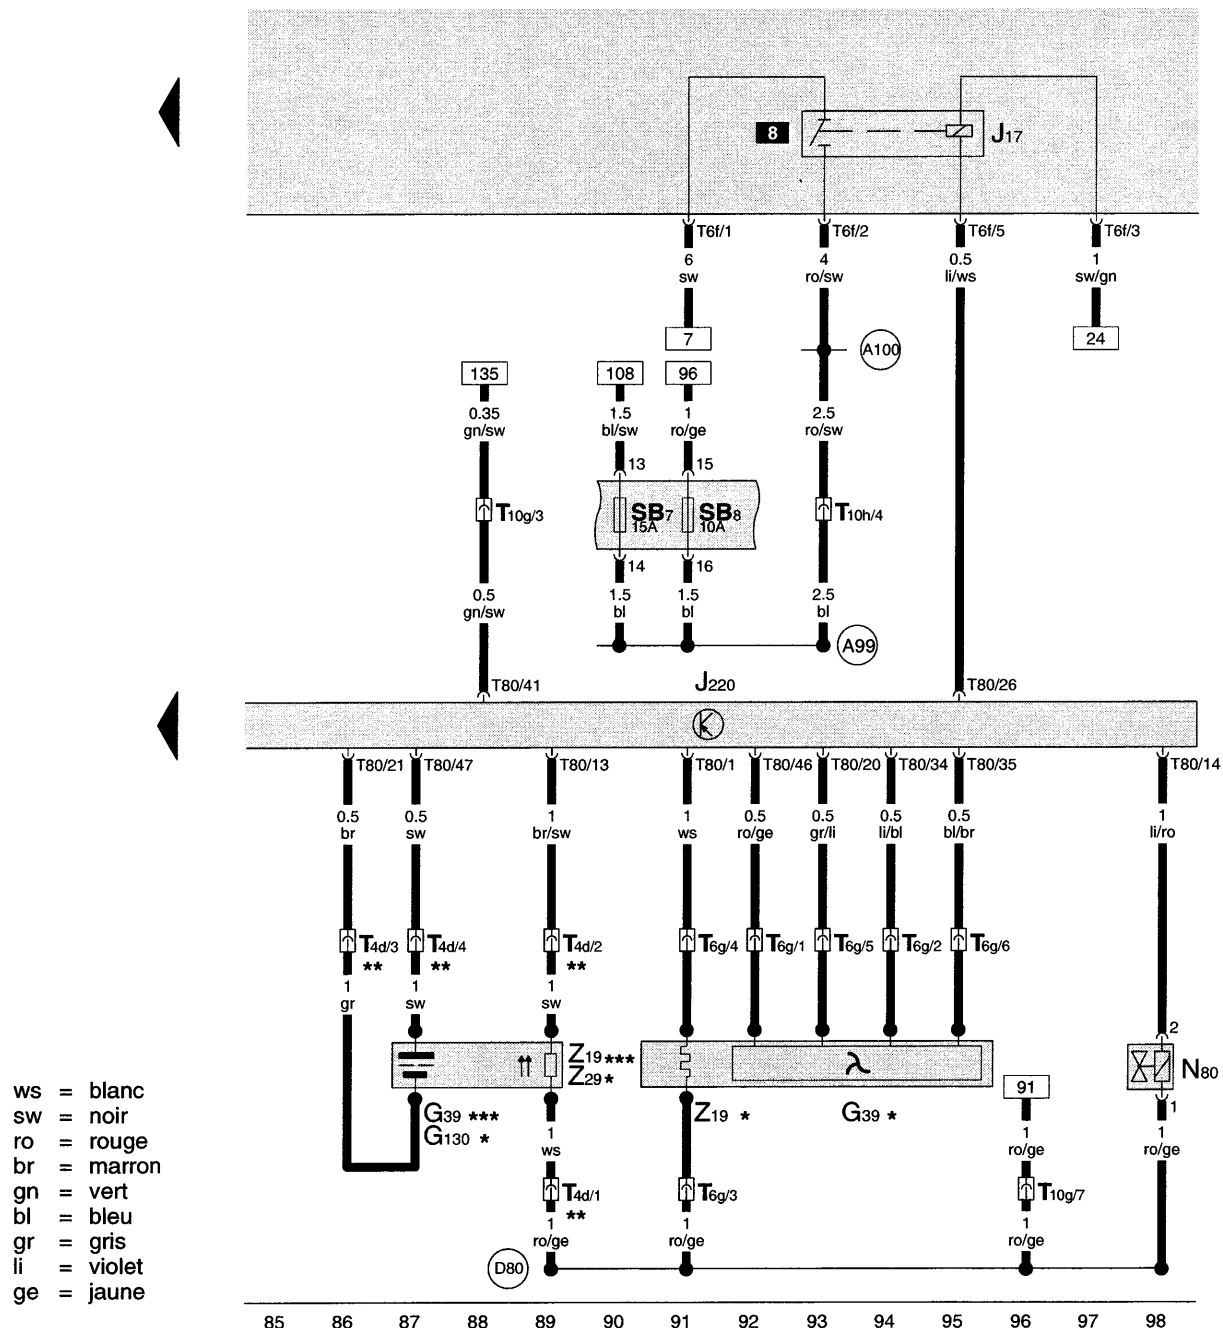 8 J17
T6f/1 T6f/2 T6f/5 T6f/3
6 4 0.5 1
sw ro/sw li/ws sw/gn
7 A100 24
135 108 96
0.35 1.5 1 2.5
gn/sw bl/sw ro/ge ro/sw
13 15
T10g/3 SB7 SB8 T10h/4
15A 10A
14 16
0.5 1.5 1.5 2.5
gn/sw bl bl bl
A99
T80/41 J220 T80/26
T80/21 T80/47 T80/13 T80/1 T80/46 T80/20 T80/34 T80/35 T80/14
0.5 0.5 1 1 0.5 0.5 0.5 0.5 1
br sw br/sw ws ro/ge gr/li li/bl bl/br li/ro
T4d/3 T4d/4 T4d/2 T6g/4 T6g/1 T6g/5 T6g/2 T6g/6
** ** **
1 1 1
gr sw sw
2
Z19 *** λ N80
Z29 *
91 1
G39 *** Z19 * G39 *
G130 *
1 1 1
ws ro/ge ro/ge
T4d/1 T6g/3 T10g/7
**
1 1 1
ro/ge ro/ge ro/ge
D80
ws = blanc
sw = noir
ro = rouge
br = marron
gn = vert
bl = bleu
gr = gris
li = violet
ge = jaune
85 86 87 88 89 90 91 92 93 94 95 96 97 98